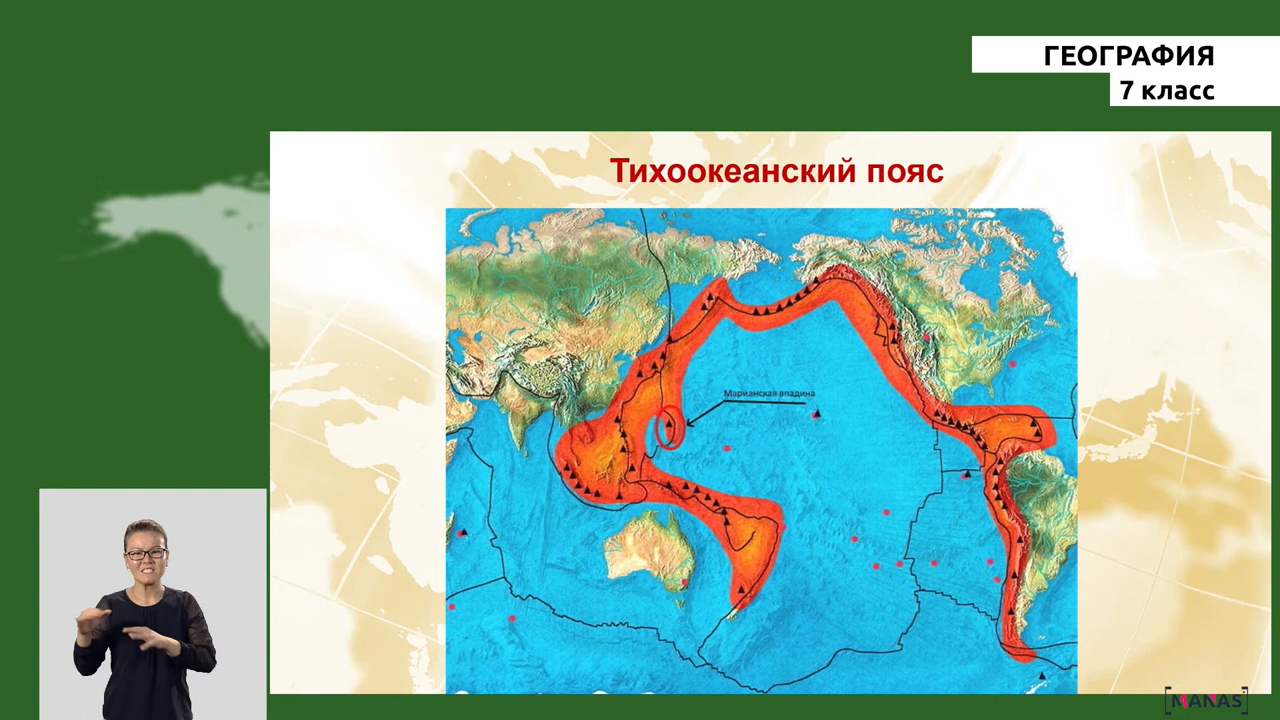 ГЕОГРАФИЯ
7 класс
Тихоокеанский пояс
Марианская впадина
[MANAS]